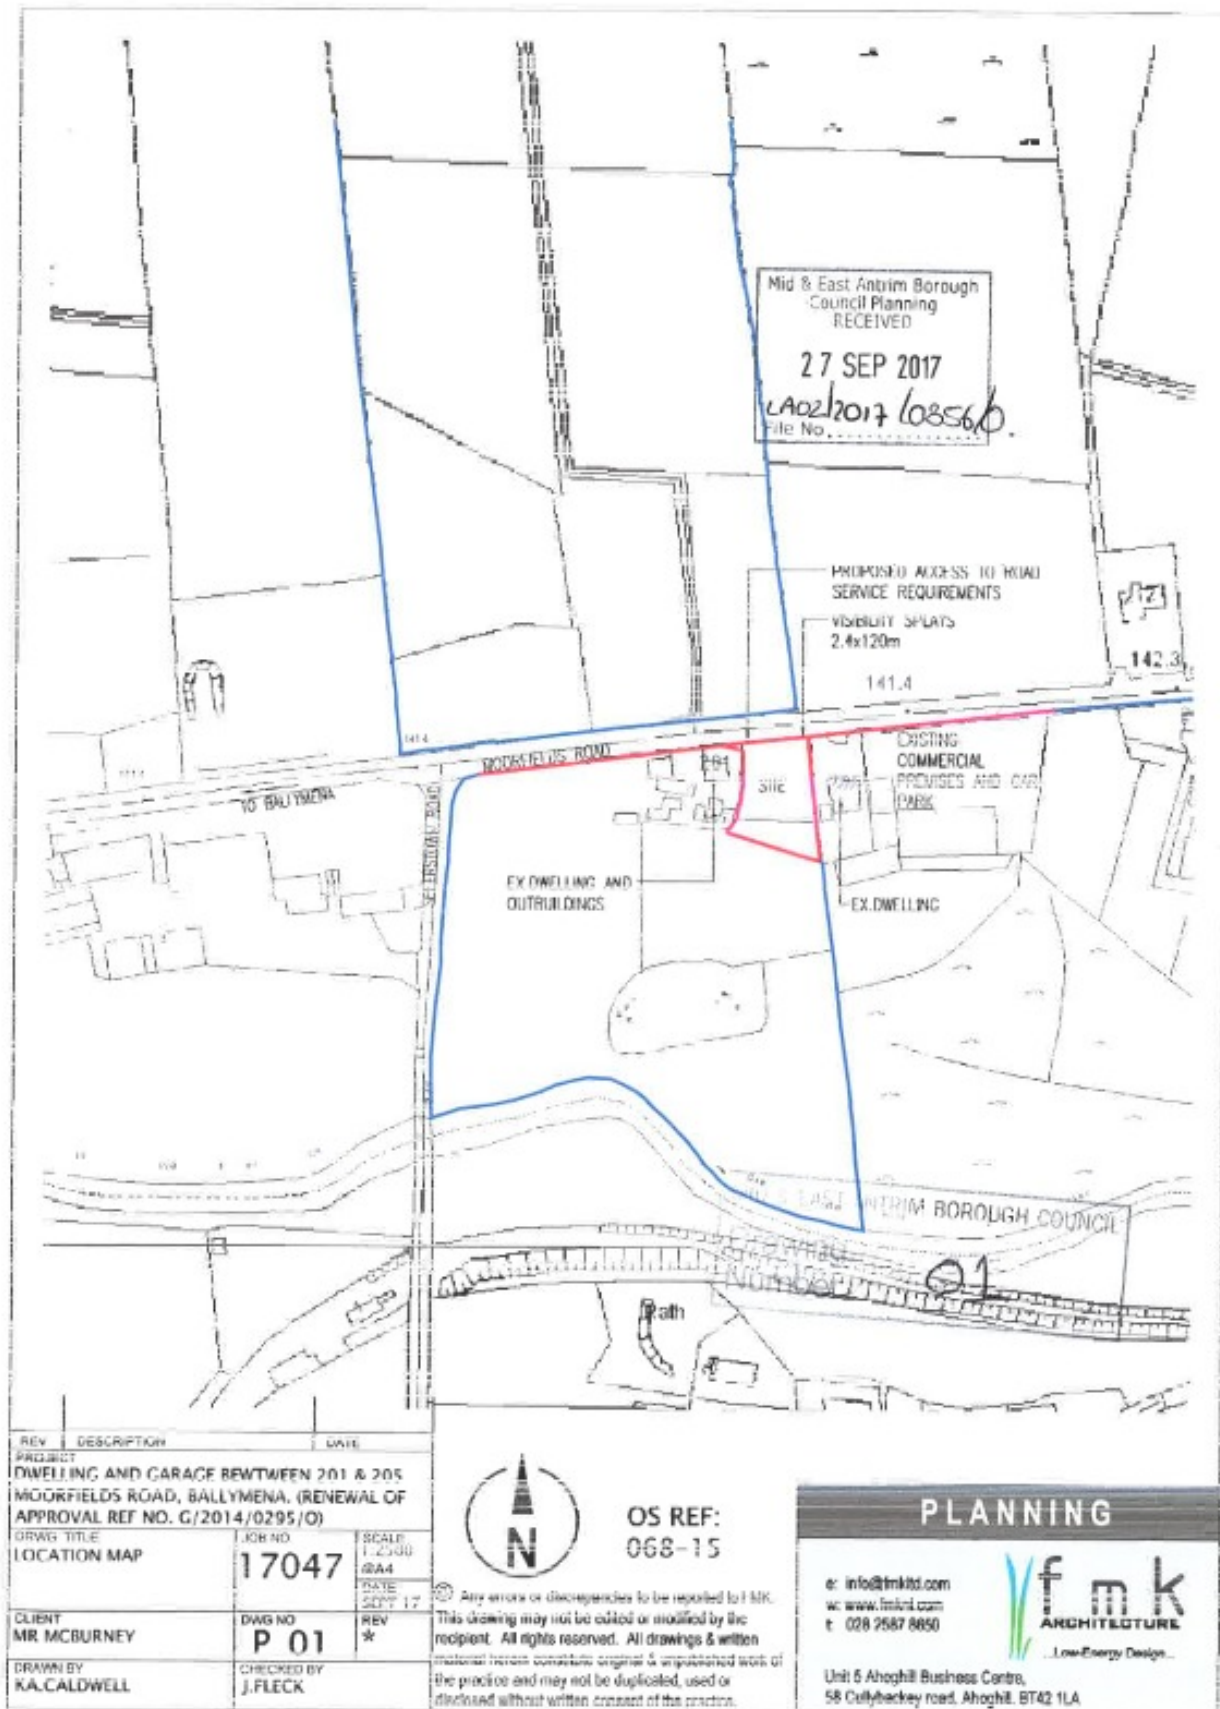 Mid & East Antrim Borough
Council Planning
RECEIVED
27 SEP 2017
LA02/2017/0856/O.
File No.
PROPOSED ACCESS TO ROAD
SERVICE REQUIREMENTS
VISIBILITY SPLAYS
2.4x120m
142.3
141.4
MOORFIELDS ROAD
TO BALLYMENA
201
SITE
EXISTING
COMMERCIAL
PREMISES AND CAR
PARK
EX.DWELLING AND
OUTBUILDINGS
EX.DWELLING
EAST ANTRIM BOROUGH COUNCIL
Drawing
Number
01
Rath
REV DESCRIPTION DATE
PROJECT
DWELLING AND GARAGE BEWTWEEN 201 & 205
MOORFIELDS ROAD, BALLYMENA. (RENEWAL OF
APPROVAL REF NO. G/2014/0295/O)
DRWG TITLE
LOCATION MAP
JOB NO
17047
SCALE
1:2500
@A4
DATE
SEPT 17
CLIENT
MR MCBURNEY
DWG NO
P 01
REV
*
DRAWN BY
K.A.CALDWELL
CHECKED BY
J.FLECK
N
OS REF:
068-15
© Any errors or discrepancies to be reported to FMK.
This drawing may not be edited or modified by the
recipient. All rights reserved. All drawings & written
material herein constitute original & unpublished work of
the practice and may not be duplicated, used or
disclosed without written consent of the practice.
PLANNING
e: info@fmkltd.com
t: 028 2587 8650
fmk
ARCHITECTURE
...Low-Energy Design...
Unit 5 Ahoghill Business Centre,
58 Cullybackey road, Ahoghill. BT42 1LA